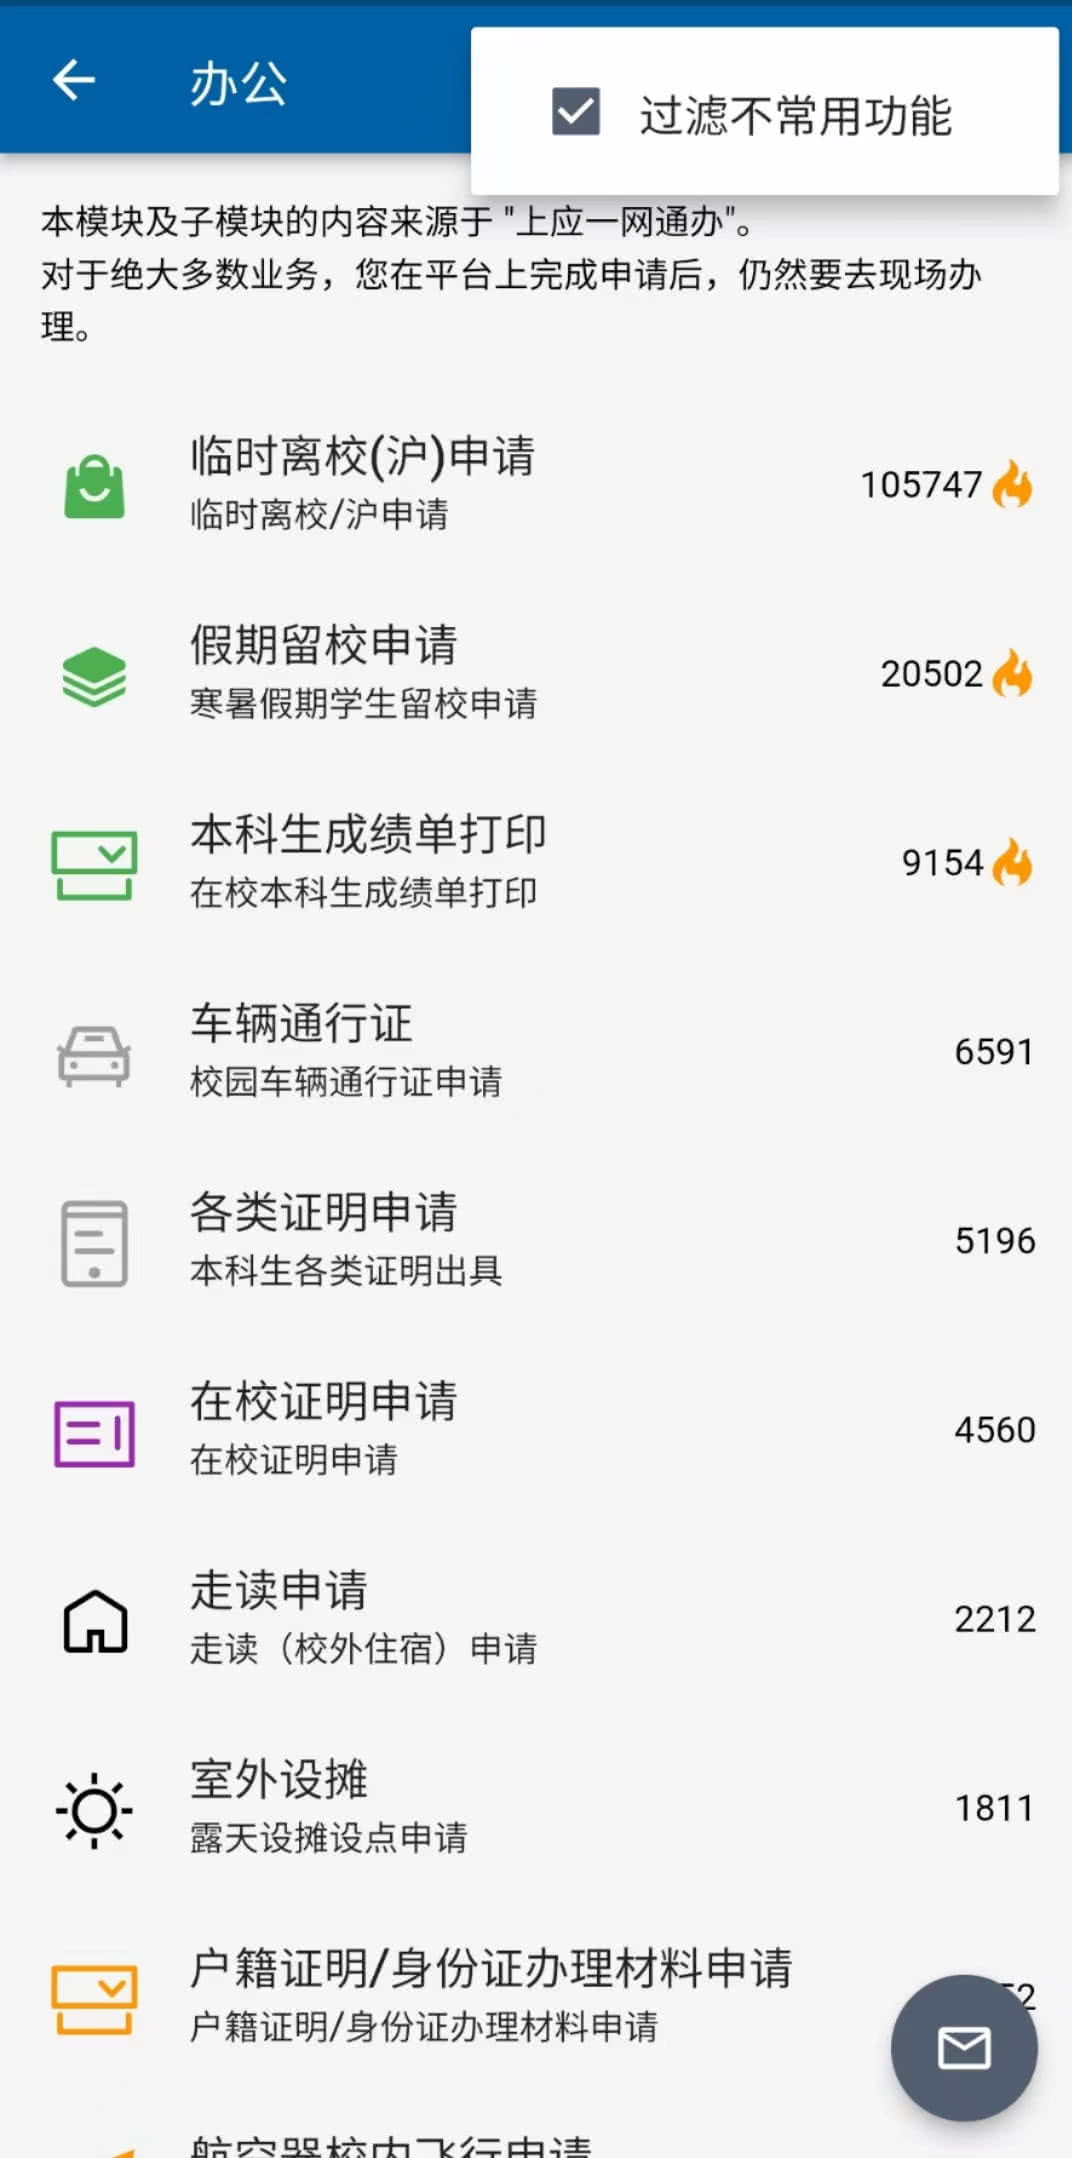 办公
过滤不常用功能
本模块及子模块的内容来源于 "上应一网通办"。
对于绝大多数业务，您在平台上完成申请后，仍然要去现场办
理。
临时离校(沪)申请
临时离校/沪申请
105747
假期留校申请
寒暑假期学生留校申请
20502
本科生成绩单打印
在校本科生成绩单打印
9154
车辆通行证
校园车辆通行证申请
6591
各类证明申请
本科生各类证明出具
5196
在校证明申请
在校证明申请
4560
走读申请
走读（校外住宿）申请
2212
室外设摊
露天设摊设点申请
1811
户籍证明/身份证办理材料申请
户籍证明/身份证办理材料申请
航空器校内飞行申请